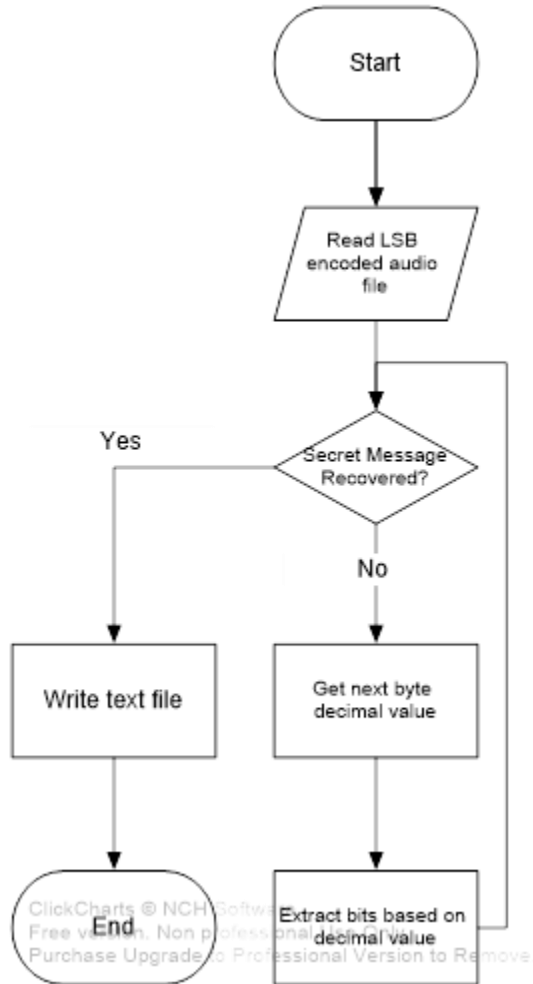 Start
Read LSB
encoded audio
file
Secret Message
Recovered?
Yes
No
Write text file
Get next byte
decimal value
End
Extract bits based on
decimal value
ClickCharts © NCH Software
Free version. Non professional Use Only.
Purchase Upgrade to Professional Version to Remove